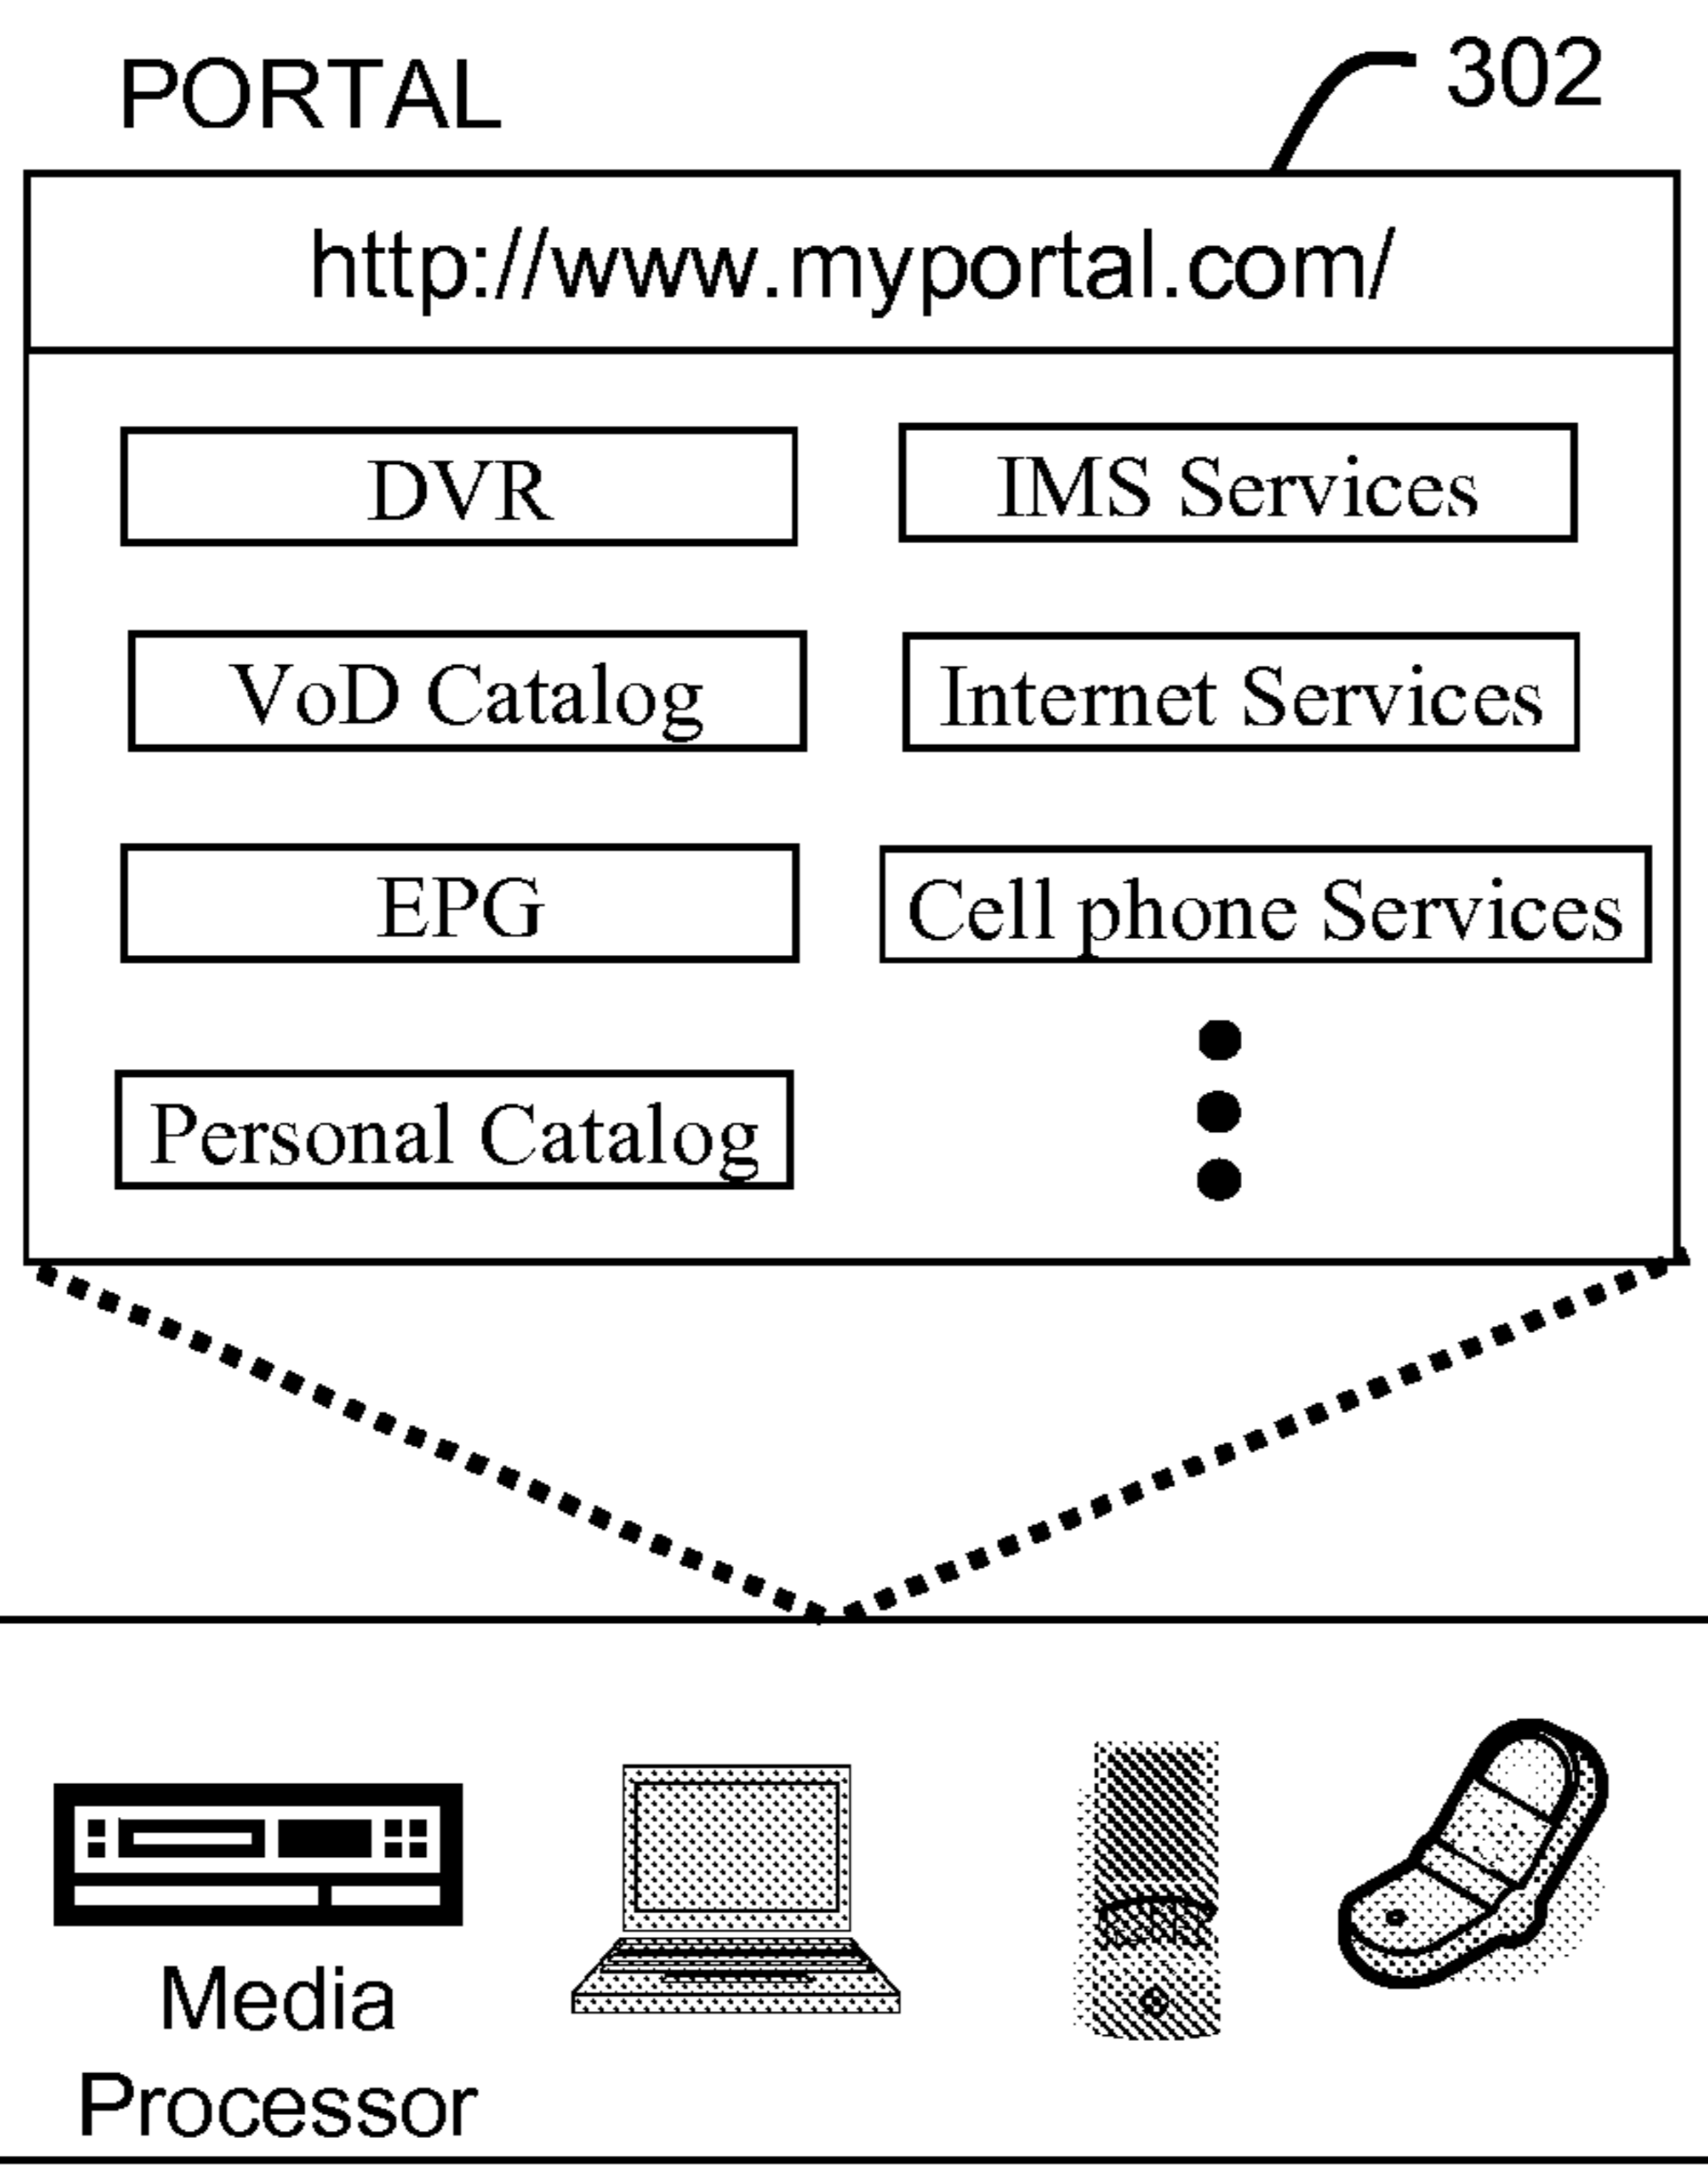 PORTAL
302
http://www.myportal.com/
DVR
IMS Services
VoD Catalog
Internet Services
EPG
Cell phone Services
Personal Catalog
Media
Processor